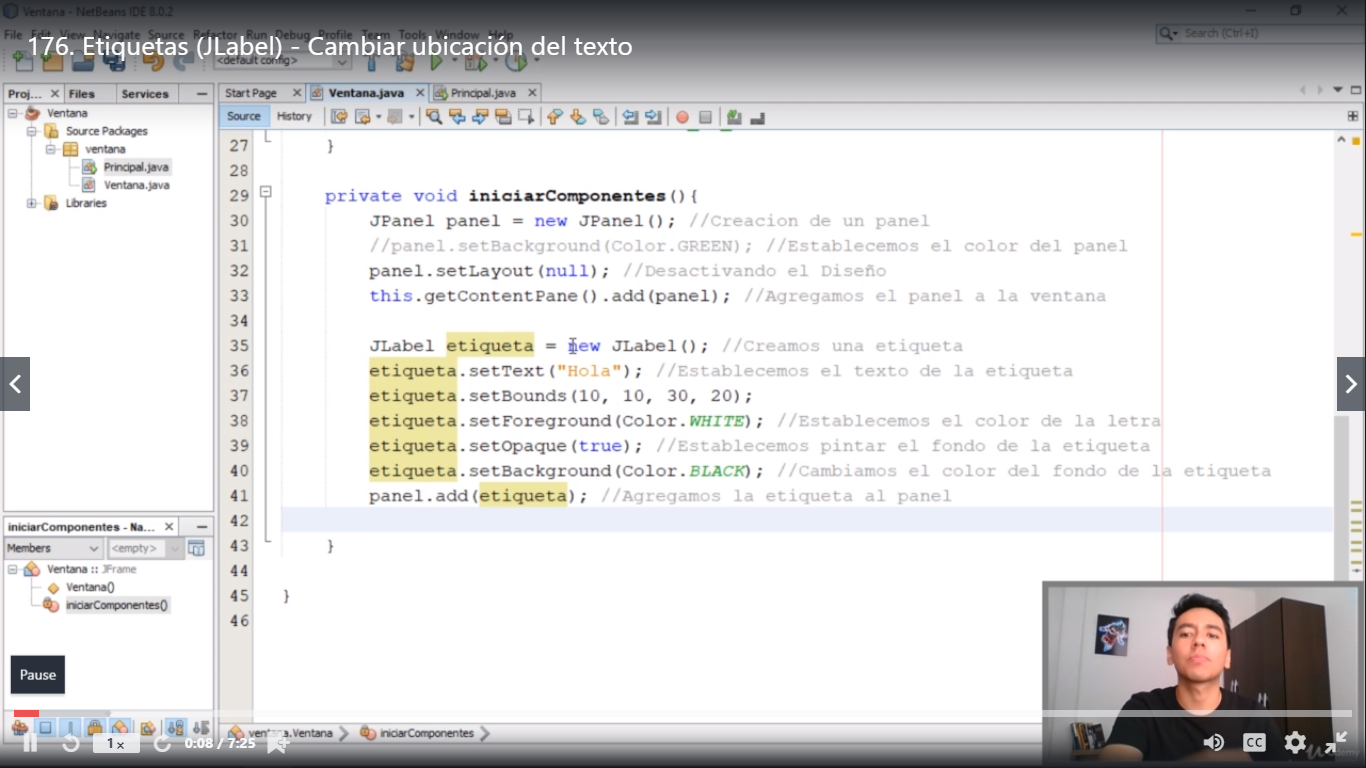 Ventana - NetBeans IDE 8.0.2
File Edit View Navigate Source Refactor Run Debug Profile Team Tools Window Help
Search (Ctrl+I)
176. Etiquetas (JLabel) - Cambiar ubicación del texto
<default config>
Proj... Files Services
Start Page Ventana.java Principal.java
Source History
Ventana
Source Packages
ventana
Principal.java
Ventana.java
Libraries
27 }
28
29 private void iniciarComponentes(){
30 JPanel panel = new JPanel(); //Creacion de un panel
31 //panel.setBackground(Color.GREEN); //Establecemos el color del panel
32 panel.setLayout(null); //Desactivando el Diseño
33 this.getContentPane().add(panel); //Agregamos el panel a la ventana
34
35 JLabel etiqueta = new JLabel(); //Creamos una etiqueta
36 etiqueta.setText("Hola"); //Establecemos el texto de la etiqueta
37 etiqueta.setBounds(10, 10, 30, 20);
38 etiqueta.setForeground(Color.WHITE); //Establecemos el color de la letra
39 etiqueta.setOpaque(true); //Establecemos pintar el fondo de la etiqueta
40 etiqueta.setBackground(Color.BLACK); //Cambiamos el color del fondo de la etiqueta
41 panel.add(etiqueta); //Agregamos la etiqueta al panel
42
43 }
44
45 }
46
iniciarComponentes - Na...
Members <empty>
Ventana :: JFrame
Ventana()
iniciarComponentes()
Pause
ventana.Ventana iniciarComponentes
1x 0:08 / 7:25
CC